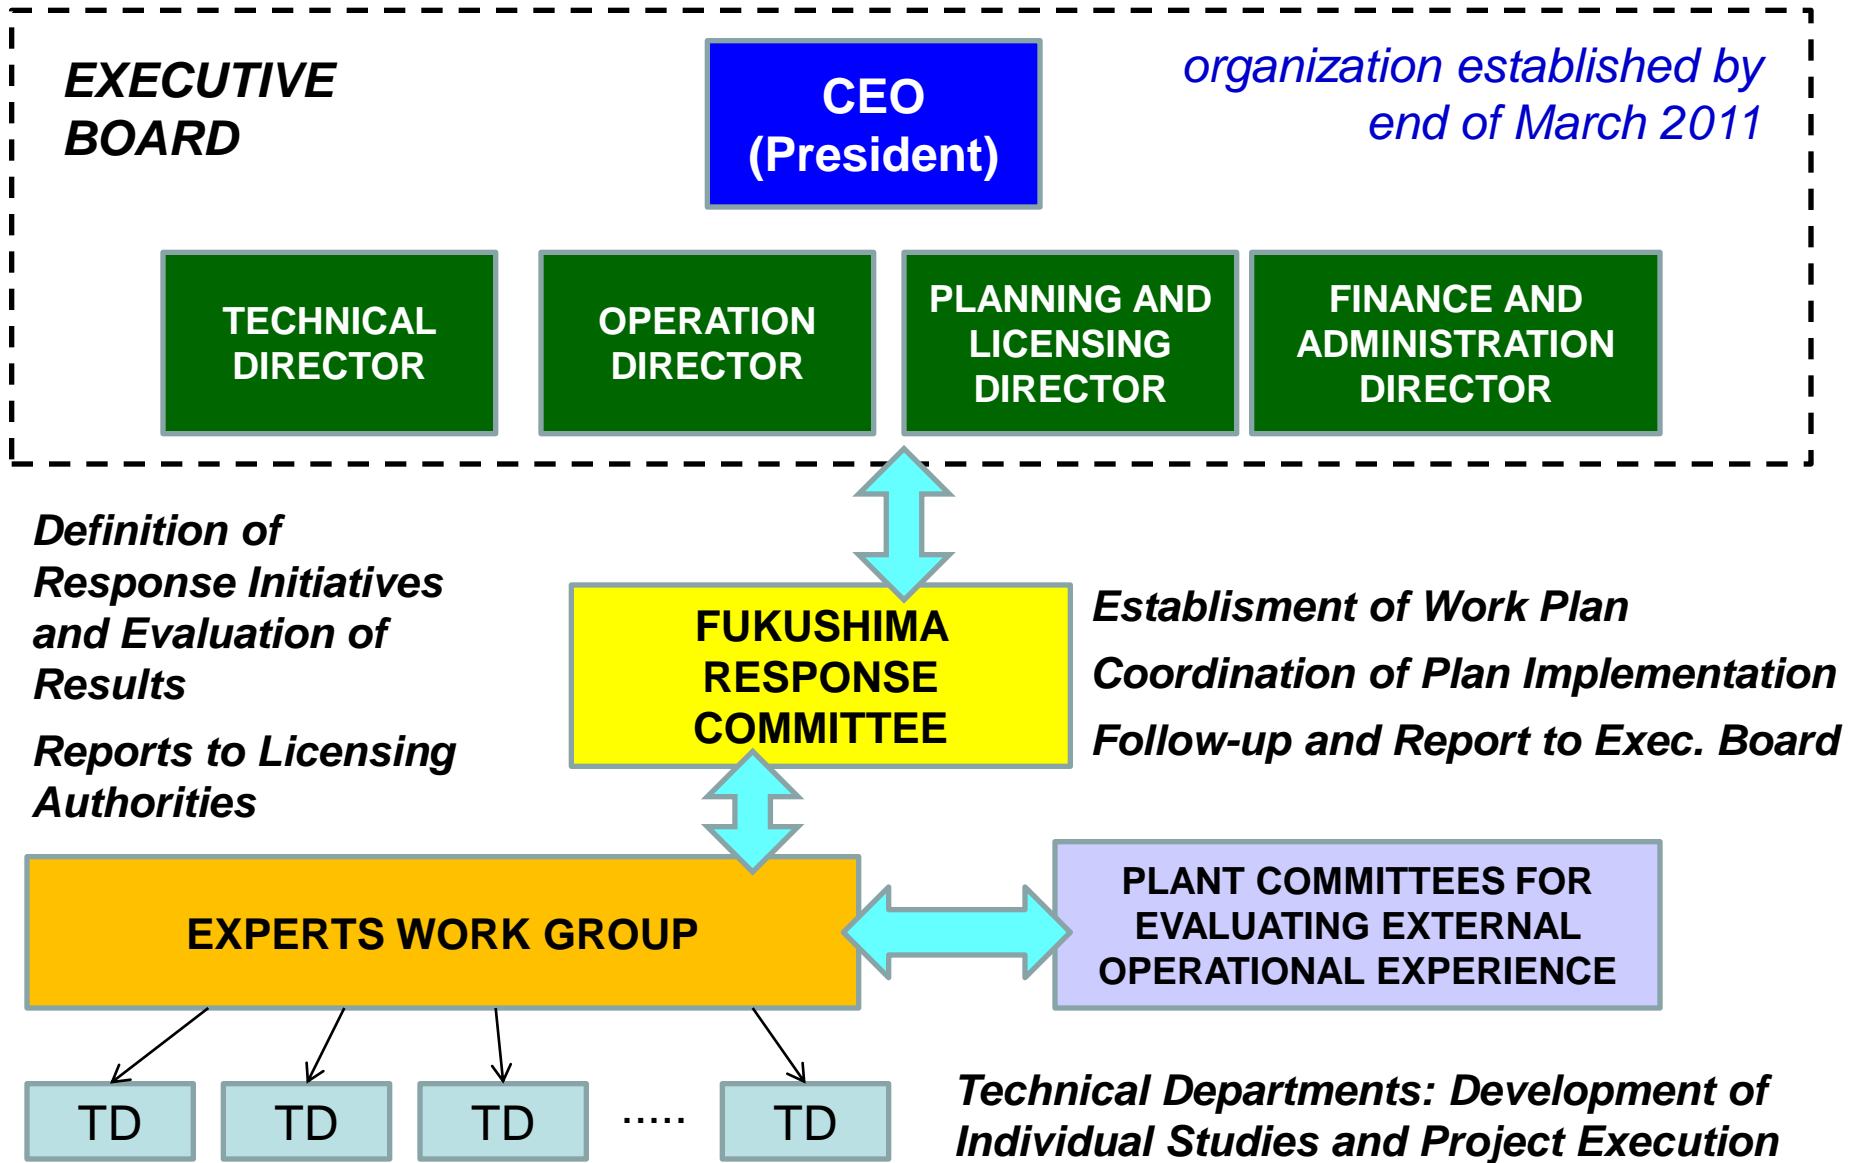 EXECUTIVE
BOARD
CEO
(President)
organization established by
end of March 2011
TECHNICAL
DIRECTOR
OPERATION
DIRECTOR
PLANNING AND
LICENSING
DIRECTOR
FINANCE AND
ADMINISTRATION
DIRECTOR
Definition of
Response Initiatives
and Evaluation of
Results
Reports to Licensing
Authorities
FUKUSHIMA
RESPONSE
COMMITTEE
Establisment of Work Plan
Coordination of Plan Implementation
Follow-up and Report to Exec. Board
EXPERTS WORK GROUP
PLANT COMMITTEES FOR
EVALUATING EXTERNAL
OPERATIONAL EXPERIENCE
TD
TD
TD
.....
TD
Technical Departments: Development of
Individual Studies and Project Execution